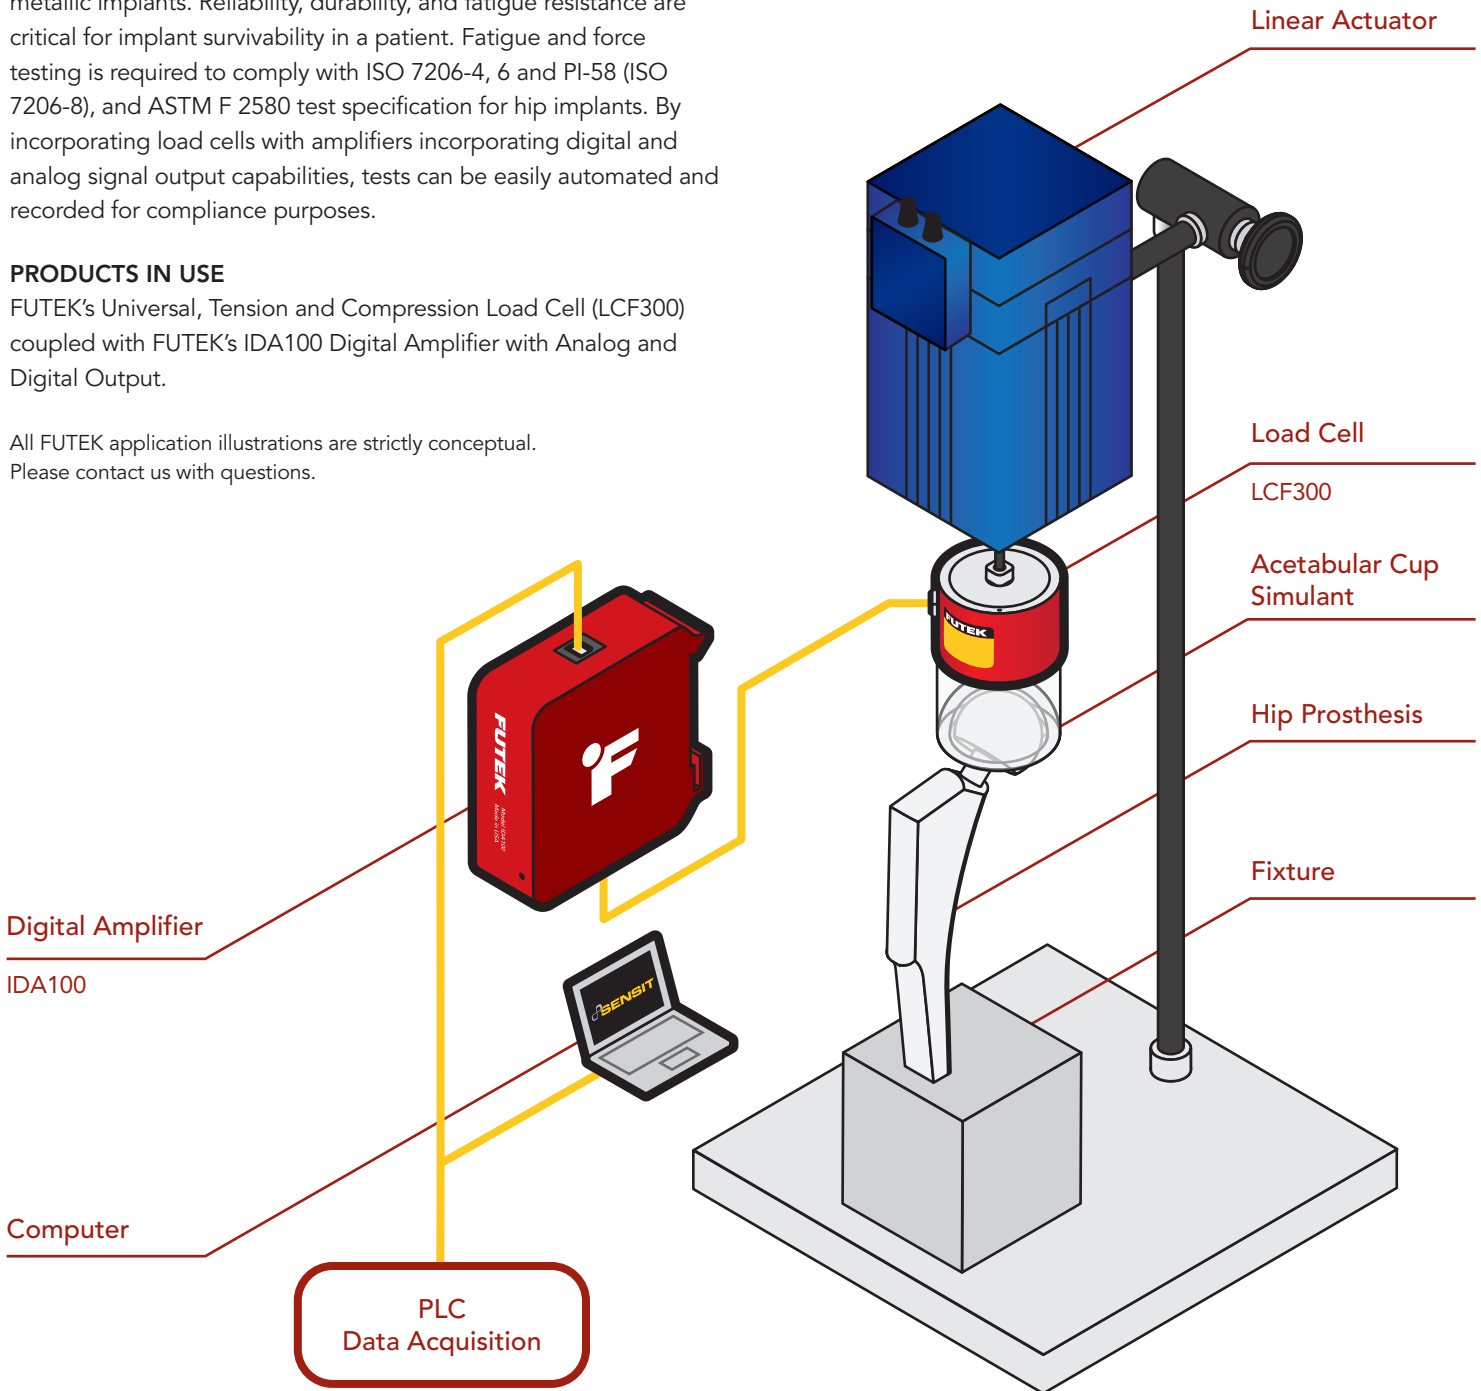 metallic implants. Reliability, durability, and fatigue resistance are
critical for implant survivability in a patient. Fatigue and force
testing is required to comply with ISO 7206-4, 6 and PI-58 (ISO
7206-8), and ASTM F 2580 test specification for hip implants. By
incorporating load cells with amplifiers incorporating digital and
analog signal output capabilities, tests can be easily automated and
recorded for compliance purposes.
PRODUCTS IN USE
FUTEK’s Universal, Tension and Compression Load Cell (LCF300)
coupled with FUTEK’s IDA100 Digital Amplifier with Analog and
Digital Output.
All FUTEK application illustrations are strictly conceptual.
Please contact us with questions.
Linear Actuator
Load Cell
LCF300
Acetabular Cup
Simulant
Hip Prosthesis
Fixture
FUTEK
FUTEK
Model IDA100
Made in USA
Digital Amplifier
IDA100
SENSIT
Computer
PLC
Data Acquisition